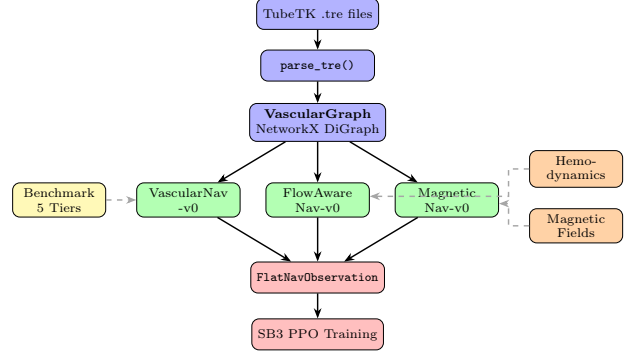 TubeTK .tre files
parse_tre()
VascularGraph
NetworkX DiGraph
Benchmark
5 Tiers
VascularNav
-v0
FlowAware
Nav-v0
Magnetic
Nav-v0
Hemo-
dynamics
Magnetic
Fields
FlatNavObservation
SB3 PPO Training